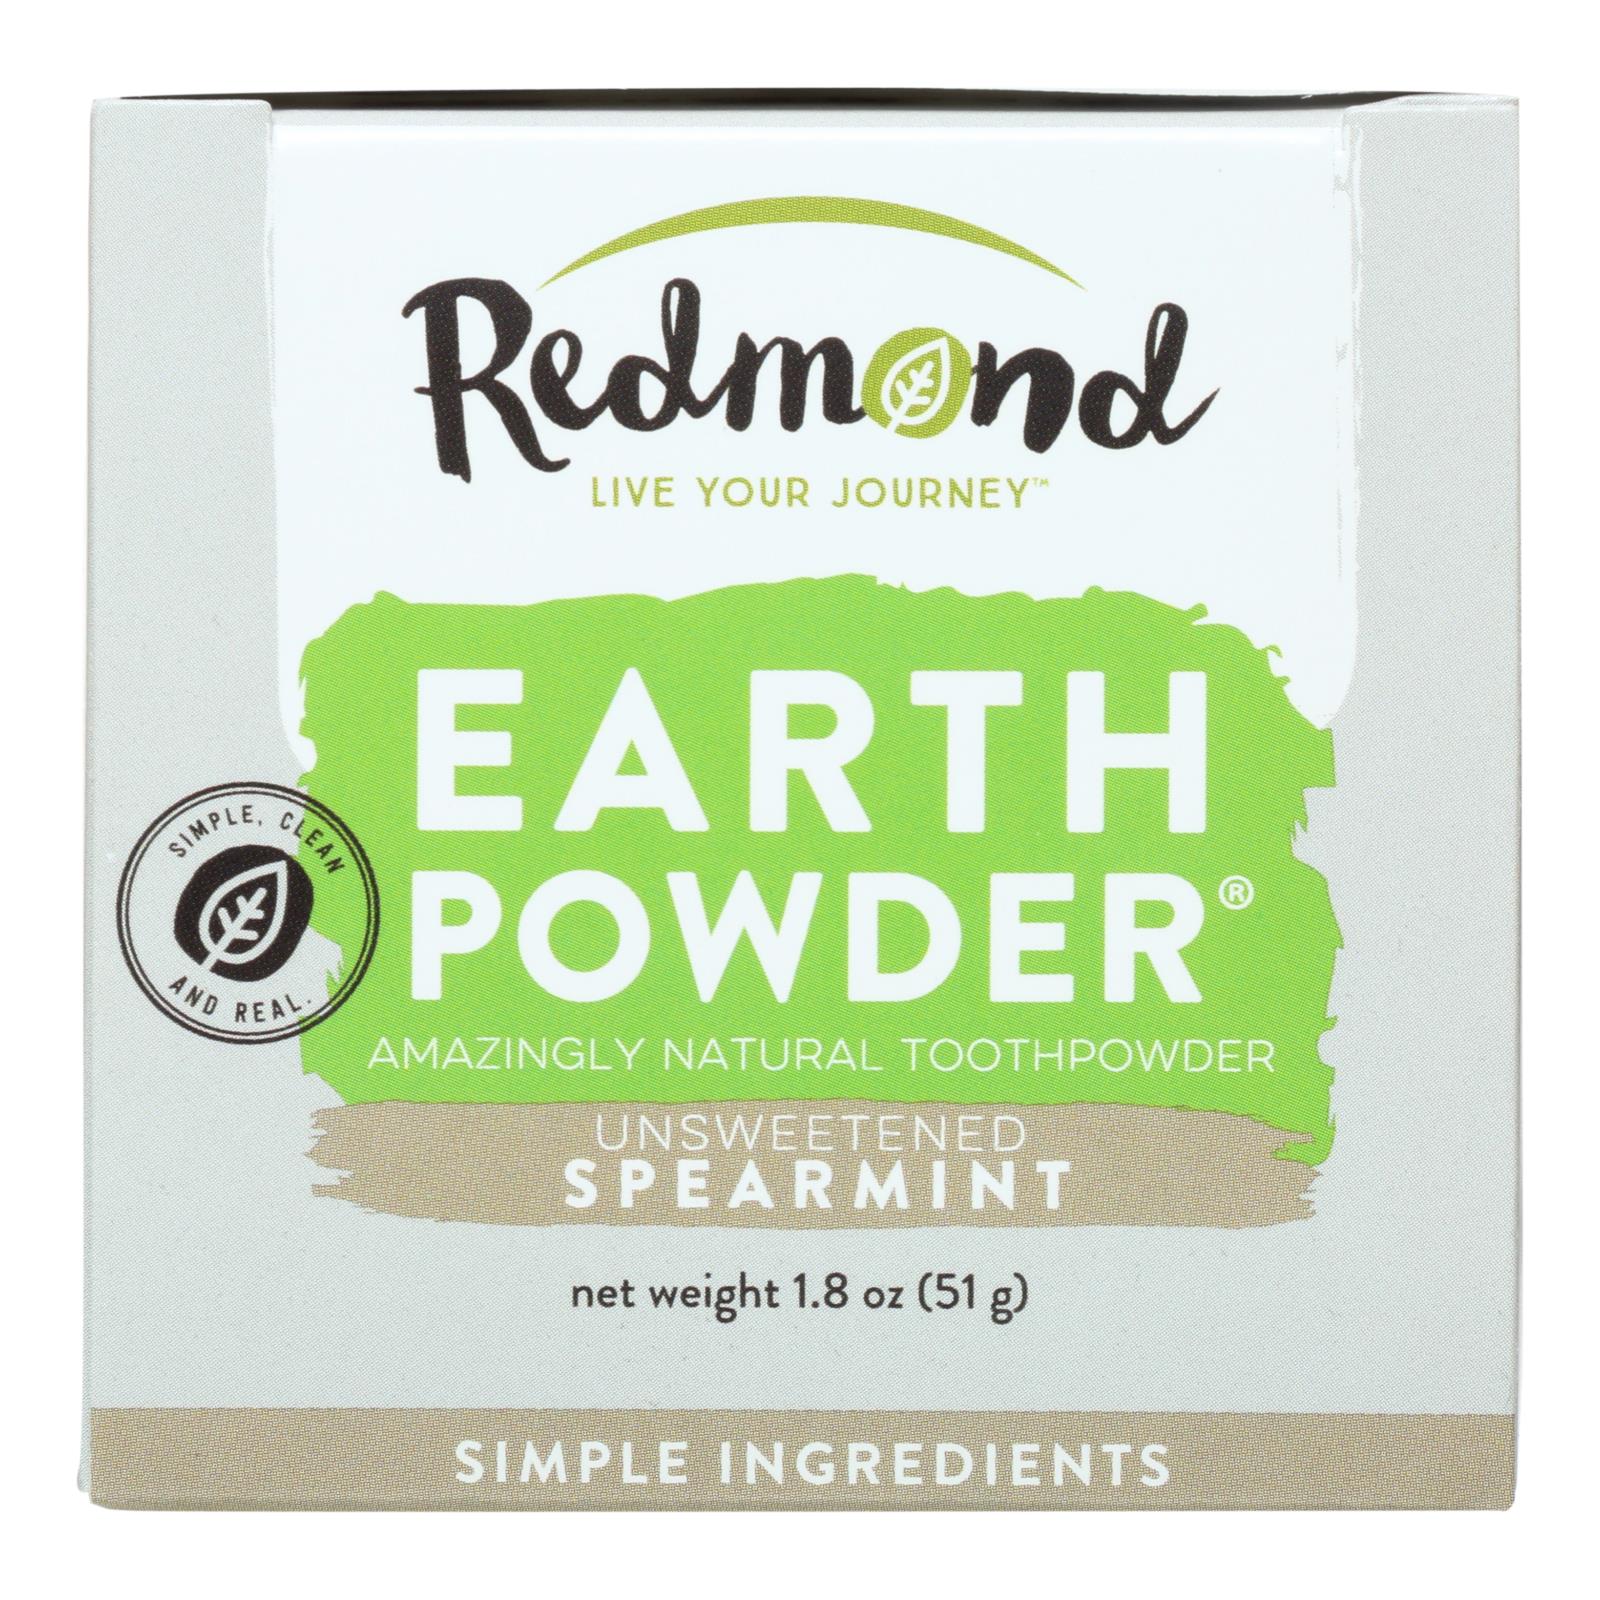 Redmond
LIVE YOUR JOURNEY™
EARTH
POWDER®
SIMPLE, CLEAN
AND REAL.
AMAZINGLY NATURAL TOOTHPOWDER
UNSWEETENED
SPEARMINT
net weight 1.8 oz (51 g)
SIMPLE INGREDIENTS